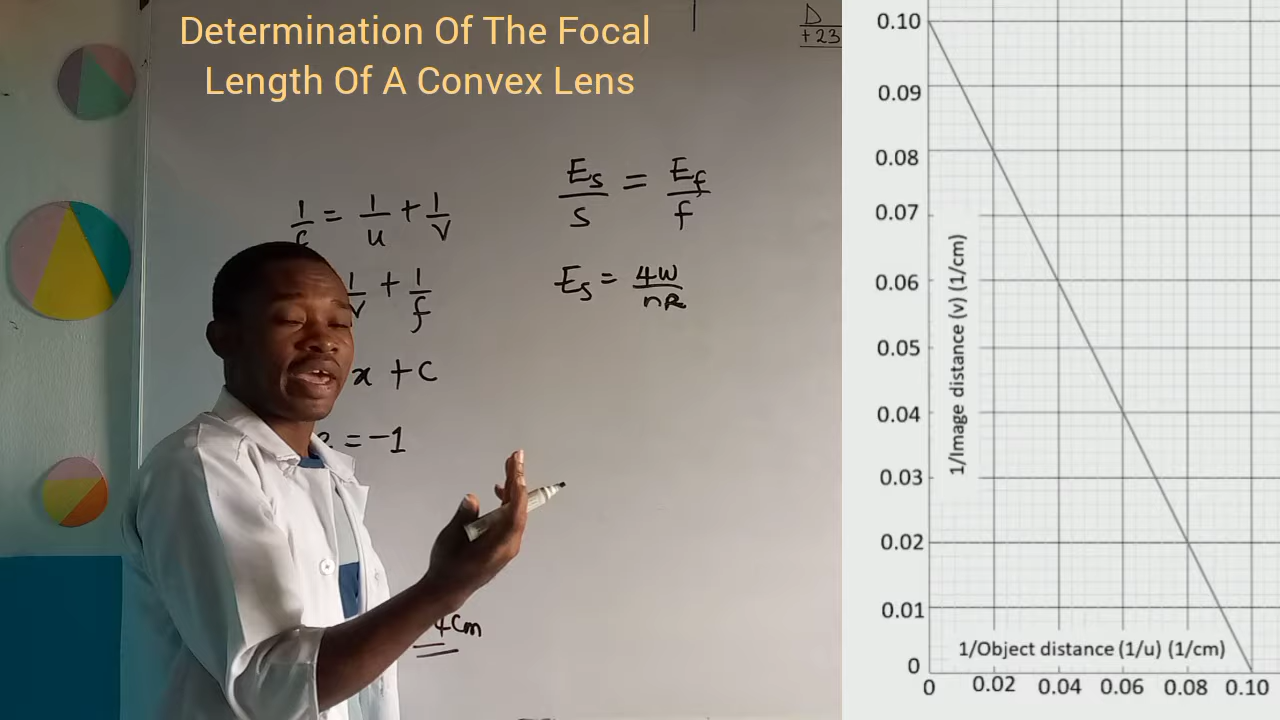 Determination Of The Focal
Length Of A Convex Lens
D
+23
1/ = 1/u + 1/v
1/v + 1/f
x + c
= -1
4cm
Es/s = Ef/f
Es = 4w/nR
0.10
0.09
0.08
0.07
0.06
0.05
0.04
0.03
0.02
0.01
0
1/Image distance (v) (1/cm)
1/Object distance (1/u) (1/cm)
0 0.02 0.04 0.06 0.08 0.10